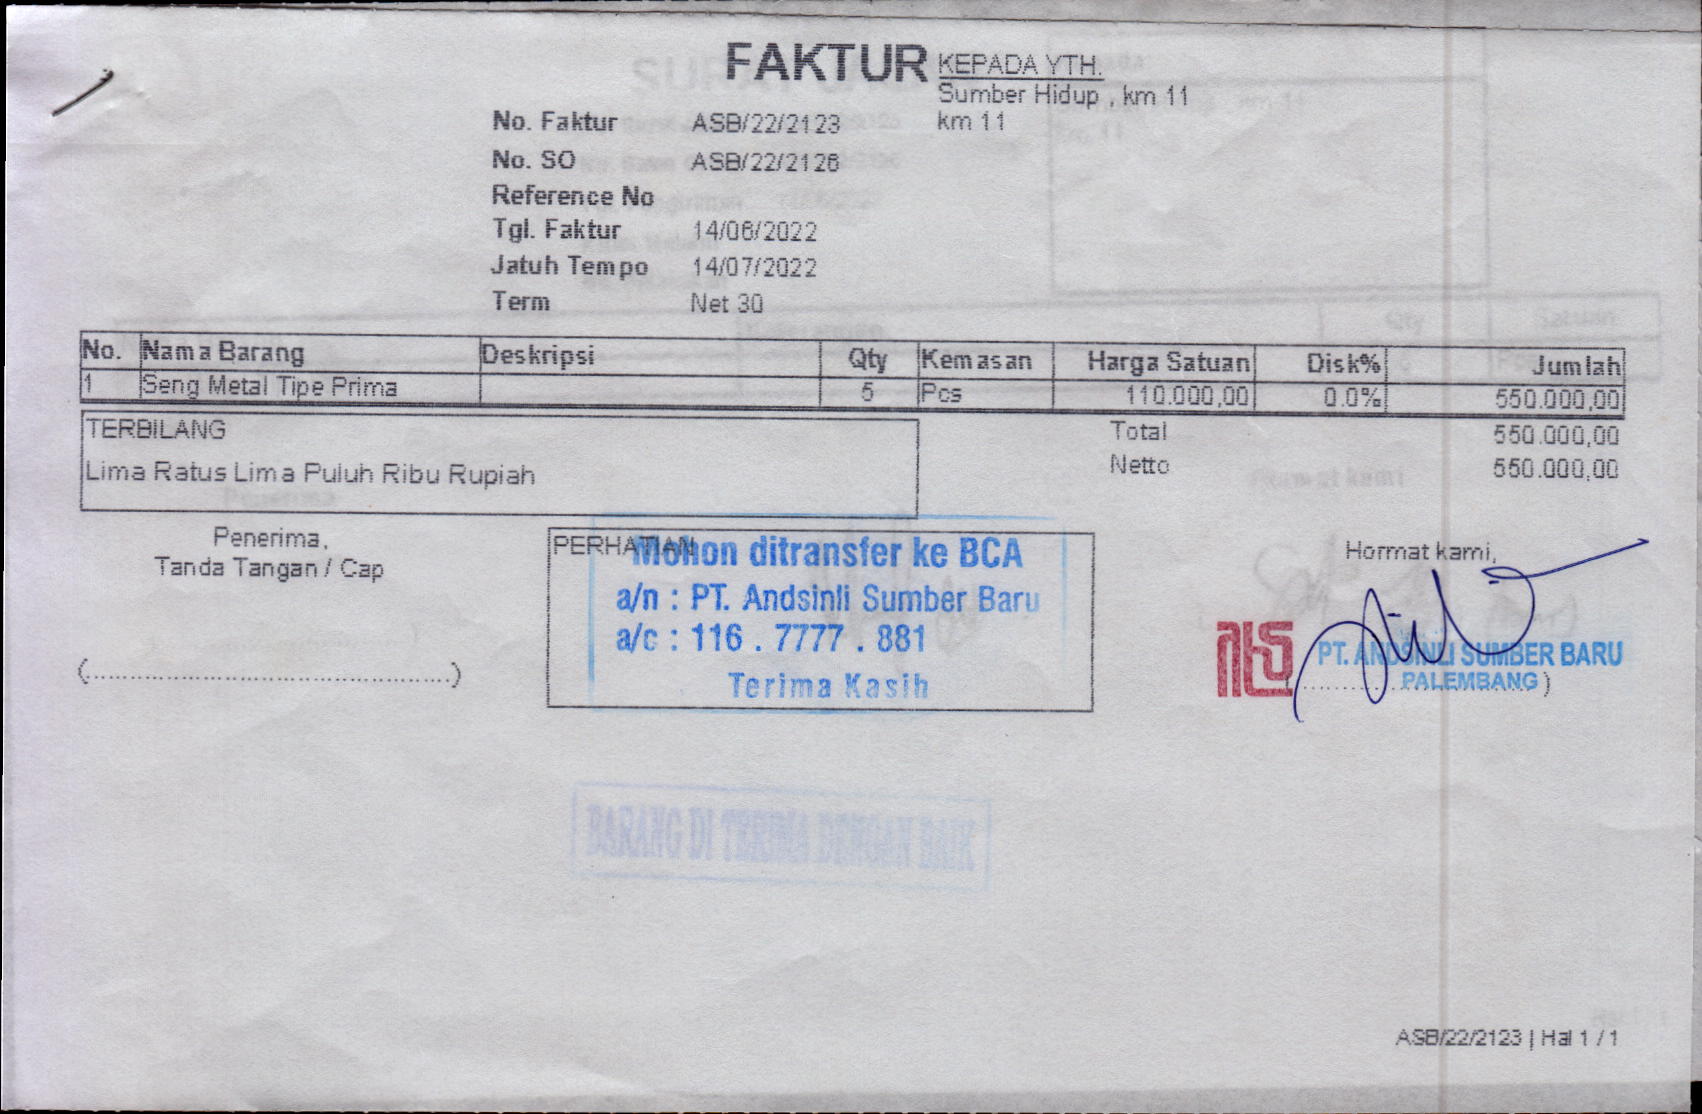 FAKTUR
KEPADA YTH.
Sumber Hidup , km 11
km 11
No. Faktur ASB/22/2123
No. SO ASB/22/2126
Reference No
Tgl. Faktur 14/06/2022
Jatuh Tempo 14/07/2022
Term Net 30
No. Nama Barang Deskripsi Qty Kemasan Harga Satuan Disk% Jumlah
1 Seng Metal Tipe Prima 5 Pcs 110.000,00 0.0% 550.000,00
TERBILANG
Lima Ratus Lima Puluh Ribu Rupiah
Total 550.000,00
Netto 550.000,00
Penerima,
Tanda Tangan / Cap
(..............................................)
PERHATIAN
Mohon ditransfer ke BCA
a/n : PT. Andsinli Sumber Baru
a/c : 116 . 7777 . 881
Terima Kasih
Hormat kami,
PT. ANDSINLI SUMBER BARU
PALEMBANG
BARANG DI TERIMA DENGAN BAIK
ASB/22/2123 | Hal 1 / 1